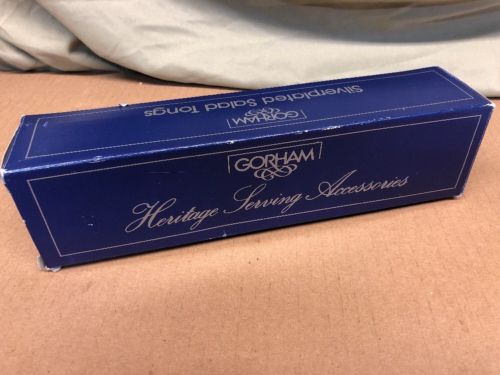 Silverplated Salad Tongs
GORHAM
GORHAM
Heritage Serving Accessories